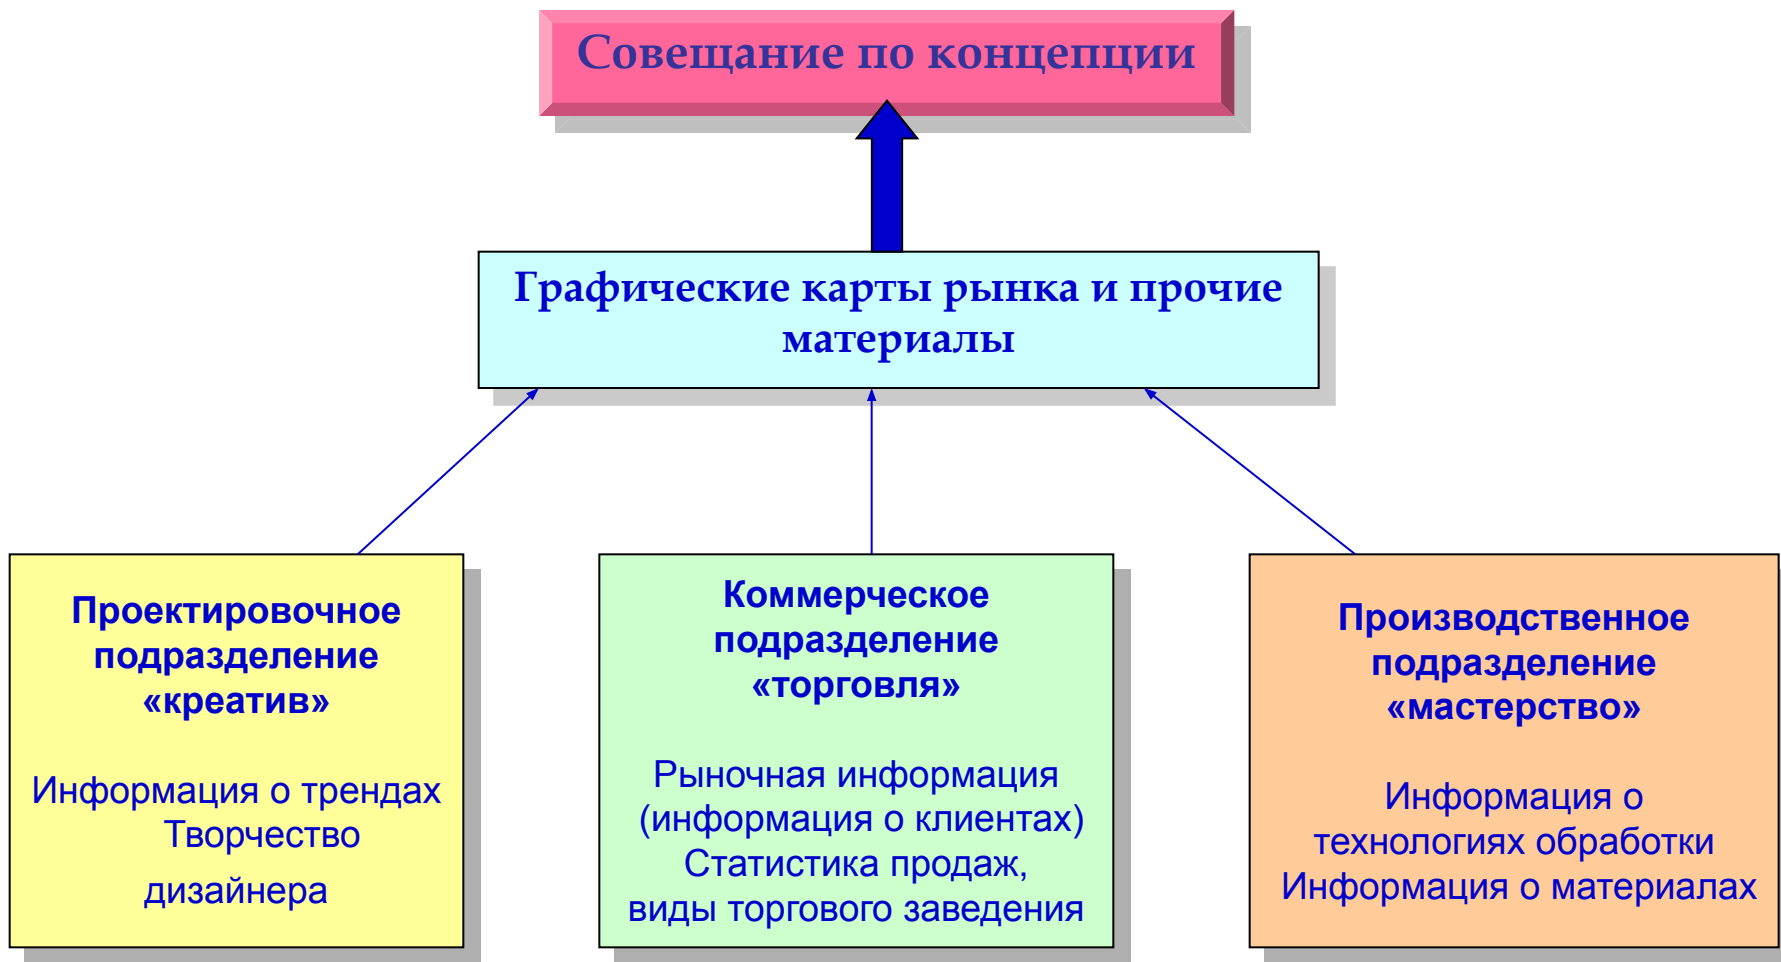 Совещание по концепции
Графические карты рынка и прочие
материалы
Проектировочное
подразделение
«креатив»
Информация о трендах
Творчество
дизайнера
Коммерческое
подразделение
«торговля»
Рыночная информация
(информация о клиентах)
Статистика продаж,
виды торгового заведения
Производственное
подразделение
«мастерство»
Информация о
технологиях обработки
Информация о материалах